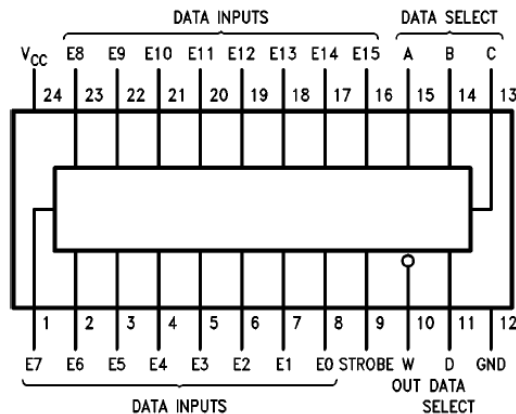 DATA INPUTS DATA SELECT
VCC E8 E9 E10 E11 E12 E13 E14 E15 A B C
24 23 22 21 20 19 18 17 16 15 14 13
1 2 3 4 5 6 7 8 9 10 11 12
E7 E6 E5 E4 E3 E2 E1 E0 STROBE W D GND
OUT DATA
DATA INPUTS SELECT